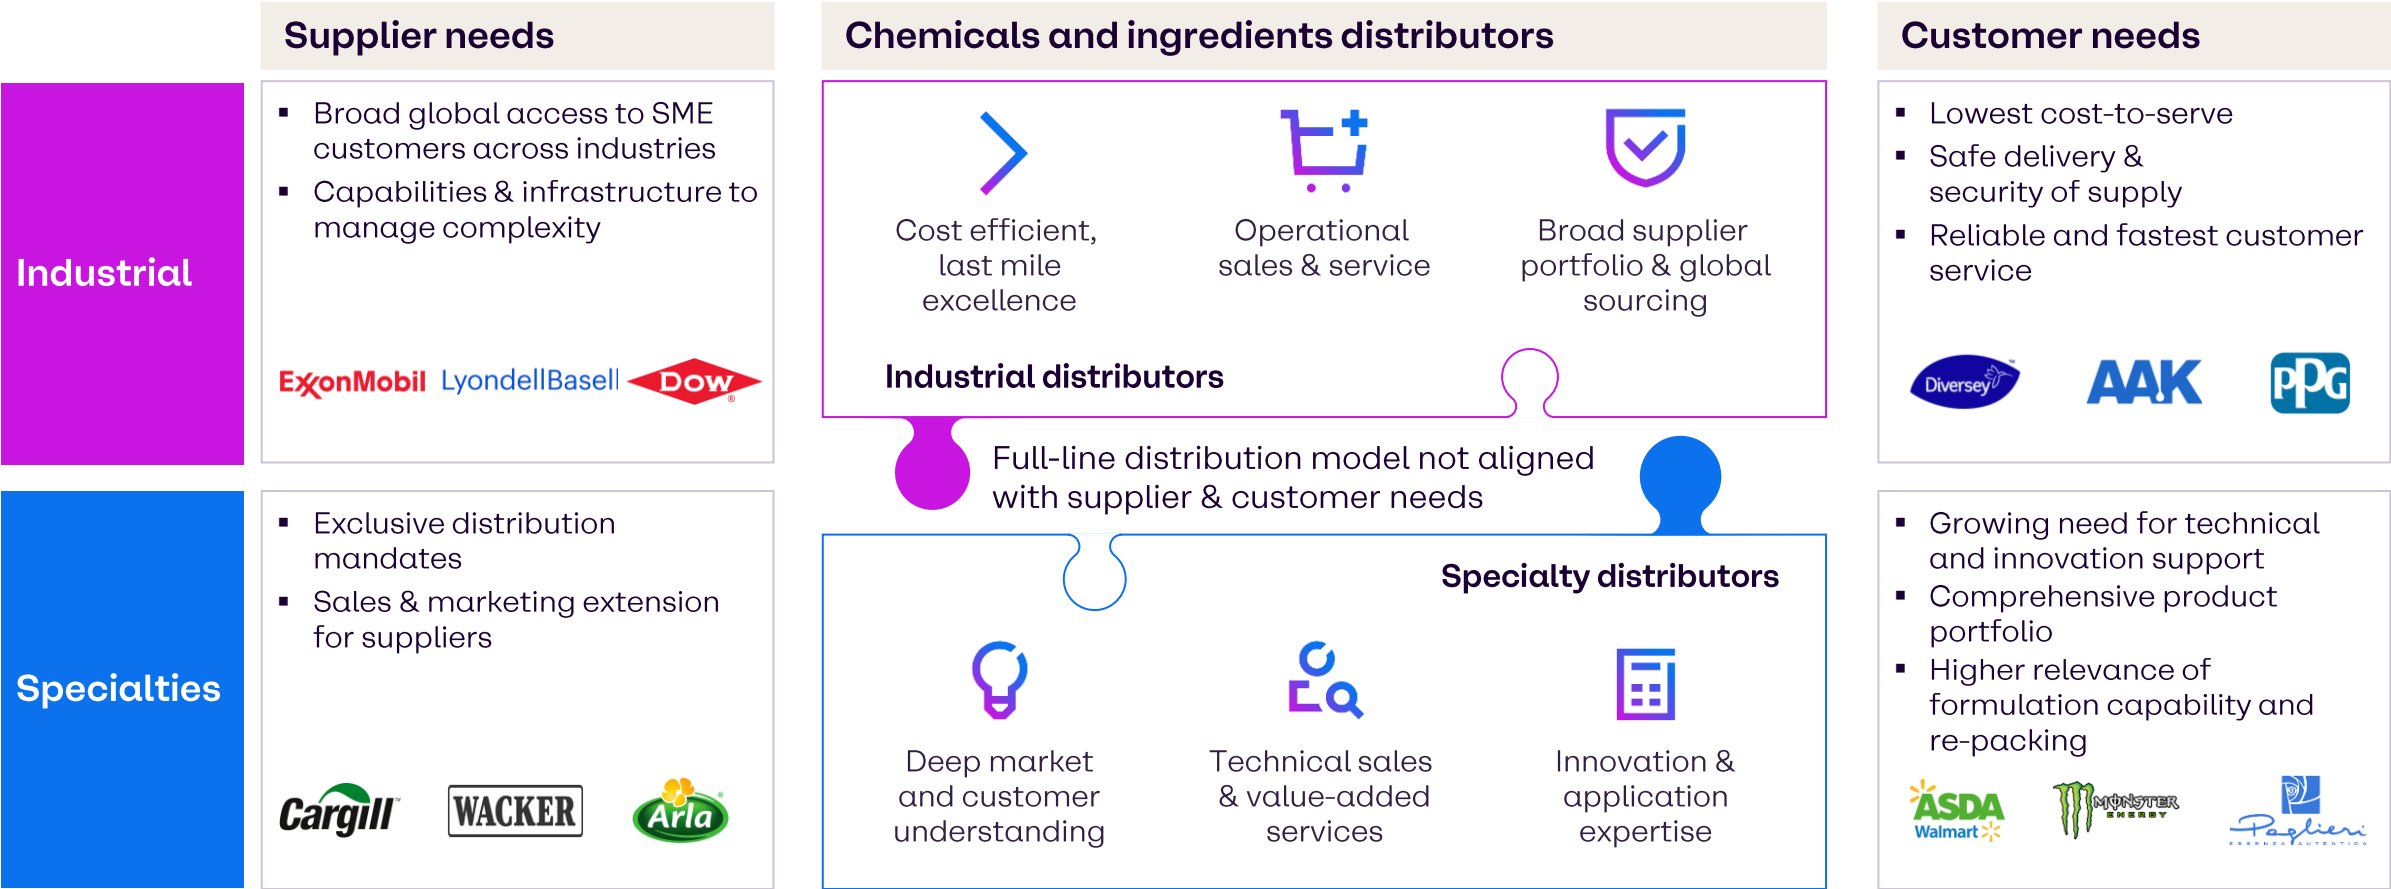 Supplier needs
Chemicals and ingredients distributors
Customer needs
Industrial
▪ Broad global access to SME
customers across industries
▪ Capabilities & infrastructure to
manage complexity
ExxonMobil
LyondellBasell
DOW
®
Cost efficient,
last mile
excellence
Operational
sales & service
Broad supplier
portfolio & global
sourcing
Industrial distributors
▪ Lowest cost-to-serve
▪ Safe delivery &
security of supply
▪ Reliable and fastest customer
service
Diversey™
AAK
PPG
Full-line distribution model not aligned
with supplier & customer needs
Specialties
▪ Exclusive distribution
mandates
▪ Sales & marketing extension
for suppliers
Cargill™
WACKER
Arla®
Specialty distributors
Deep market
and customer
understanding
Technical sales
& value-added
services
Innovation &
application
expertise
▪ Growing need for technical
and innovation support
▪ Comprehensive product
portfolio
▪ Higher relevance of
formulation capability and
re-packing
ASDA
Walmart
MONSTER
ENERGY
Paglieri
ESSENZA AUTENTICA